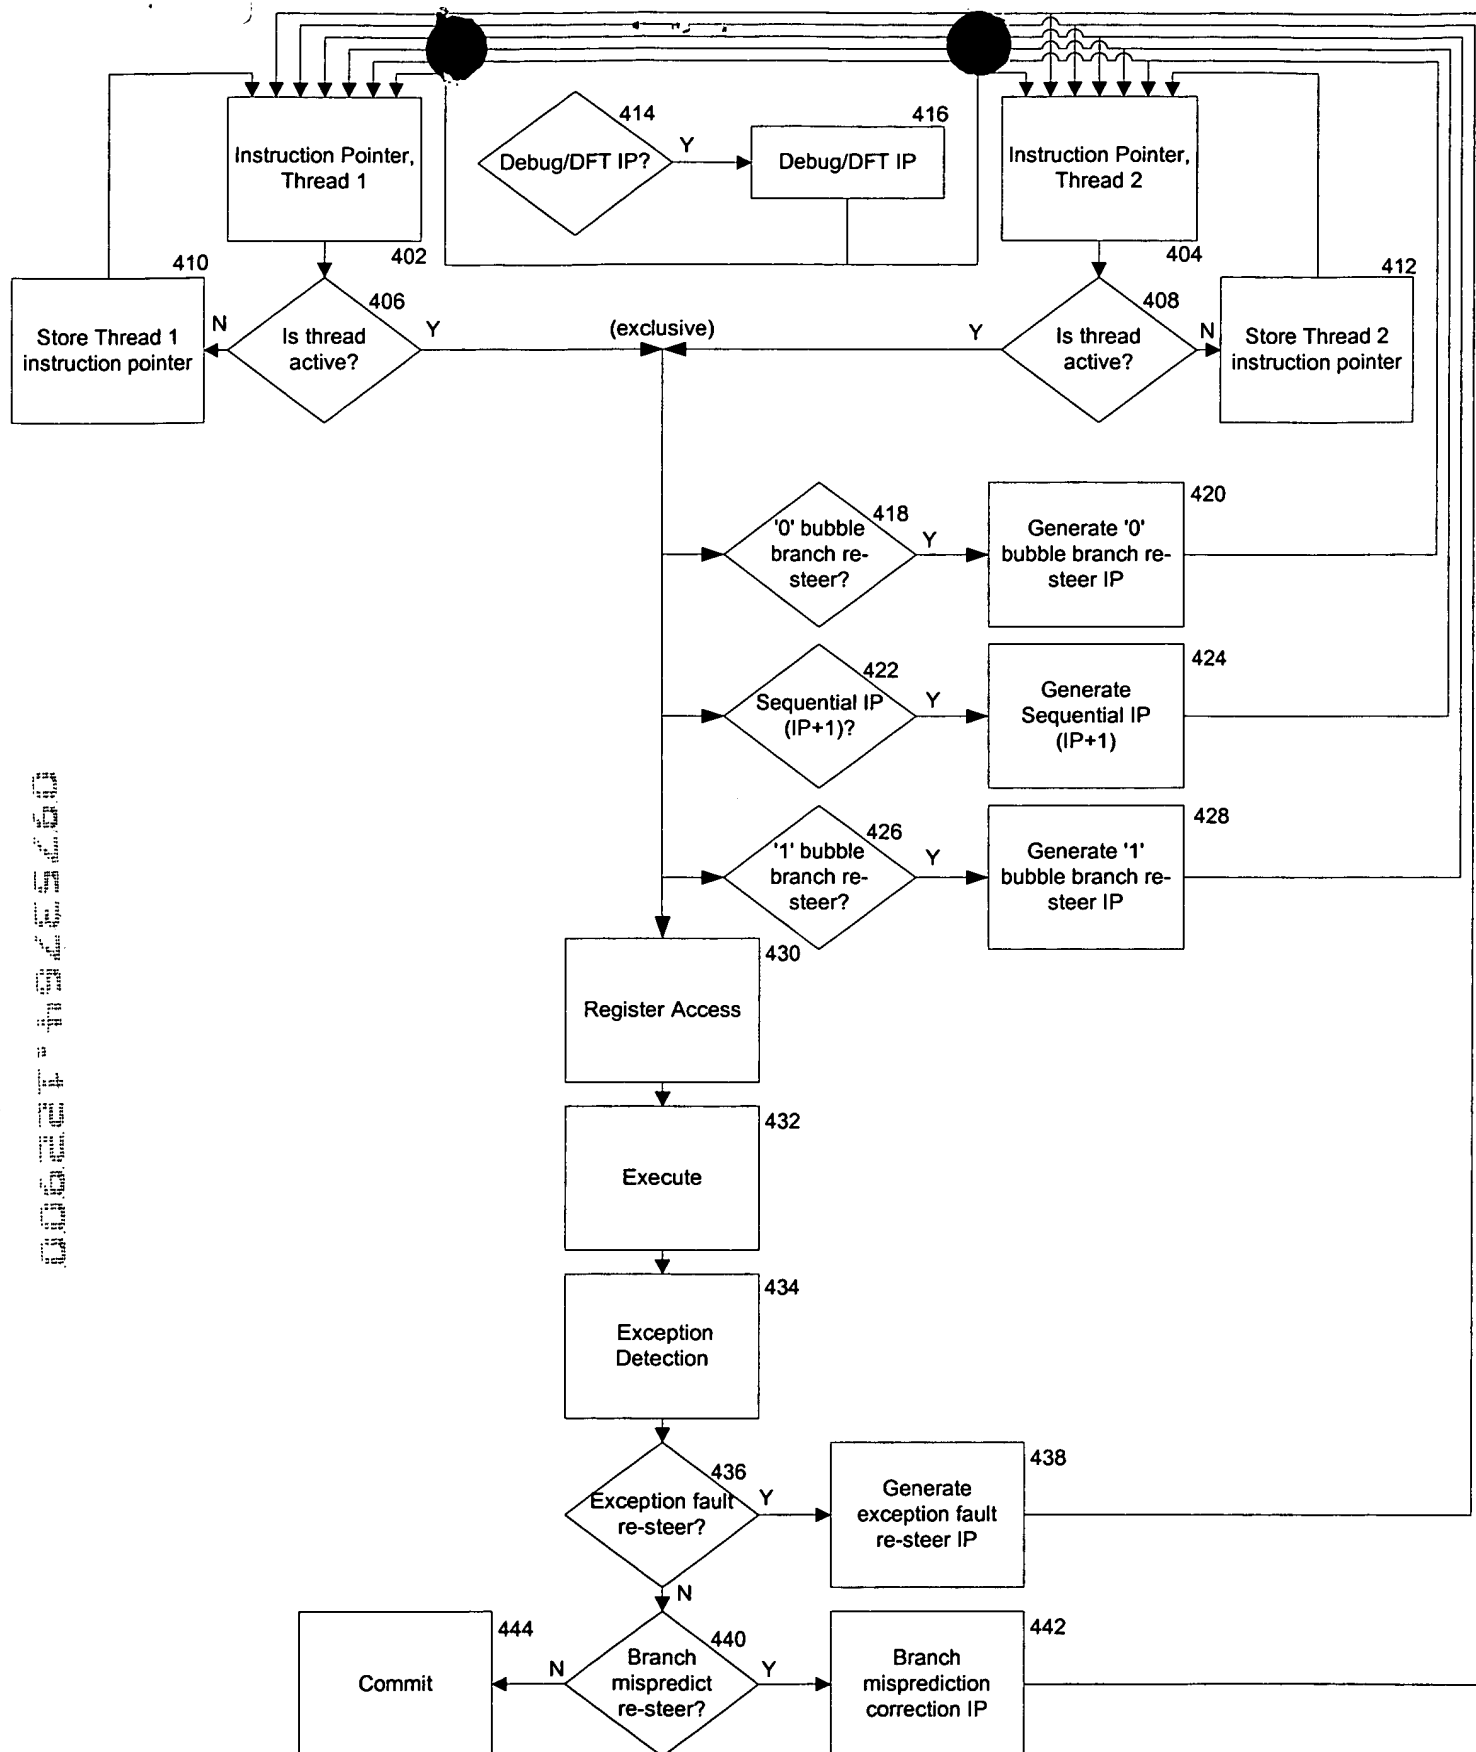 414
416
Instruction Pointer,
Thread 1
Debug/DFT IP?
Y
Debug/DFT IP
Instruction Pointer,
Thread 2
402
404
410
412
406
408
Store Thread 1
instruction pointer
N
Is thread
active?
Y
(exclusive)
Y
Is thread
active?
N
Store Thread 2
instruction pointer
418
420
'0' bubble
branch re-
steer?
Y
Generate '0'
bubble branch re-
steer IP
422
424
Sequential IP
(IP+1)?
Y
Generate
Sequential IP
(IP+1)
426
428
'1' bubble
branch re-
steer?
Y
Generate '1'
bubble branch re-
steer IP
430
Register Access
432
Execute
434
Exception
Detection
436
438
Exception fault
re-steer?
Y
Generate
exception fault
re-steer IP
N
444
440
442
Commit
N
Branch
mispredict
re-steer?
Y
Branch
misprediction
correction IP
09753764.122900